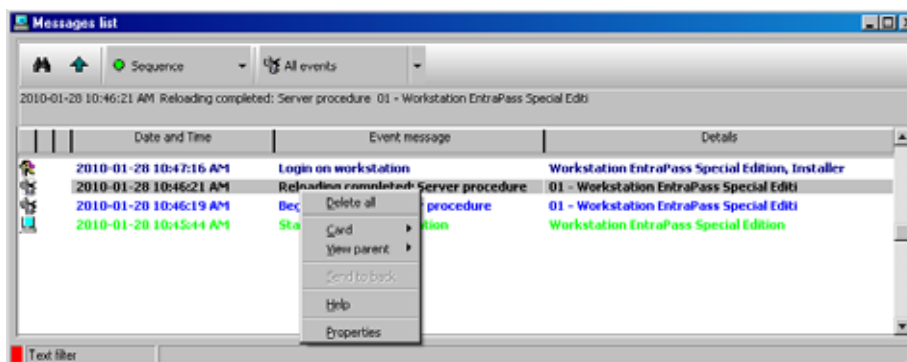 Messages list
Sequence All events
2010-01-28 10:46:21 AM Reloading completed: Server procedure 01 - Workstation EntraPass Special Editi
Date and Time Event message Details
2010-01-28 10:47:16 AM Login on workstation Workstation EntraPass Special Edition, Installer
2010-01-28 10:46:21 AM Reloading completed: Server procedure 01 - Workstation EntraPass Special Editi
2010-01-28 10:46:19 AM Beg procedure 01 - Workstation EntraPass Special Editi
2010-01-28 10:45:44 AM Sta tion Workstation EntraPass Special Edition
Delete all
Card
View parent
Send to back
Help
Properties
Text filter